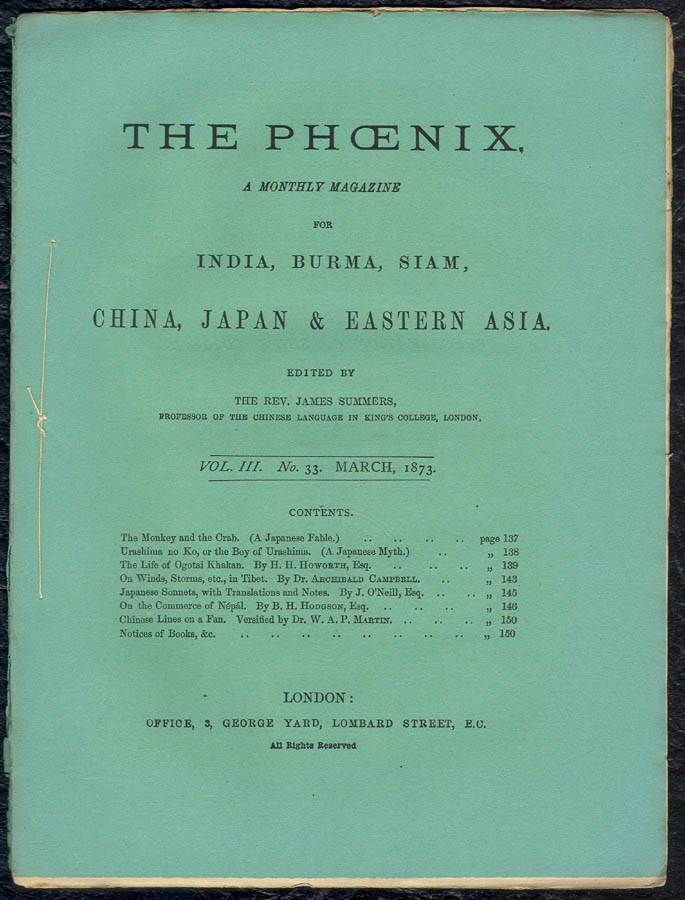 THE PHŒNIX,
A MONTHLY MAGAZINE
FOR
INDIA, BURMA, SIAM,
CHINA, JAPAN & EASTERN ASIA.
EDITED BY
THE REV. JAMES SUMMERS,
PROFESSOR OF THE CHINESE LANGUAGE IN KING'S COLLEGE, LONDON,
VOL. III. No. 33. MARCH, 1873.
CONTENTS.
The Monkey and the Crab. (A Japanese Fable.) .. .. .. .. page 137
Urashima no Ko, or the Boy of Urashima. (A Japanese Myth.) .. „ 138
The Life of Ogotai Khakan. By H. H. Howorth, Esq. .. .. .. „ 139
On Winds, Storms, etc., in Tibet. By Dr. Archibald Campbell. .. „ 143
Japanese Sonnets, with Translations and Notes. By J. O'Neill, Esq. .. .. „ 145
On the Commerce of Népál. By B. H. Hodgson, Esq. .. .. .. „ 146
Chinese Lines on a Fan. Versified by Dr. W. A. P. Martin. .. .. .. „ 150
Notices of Books, &c. .. .. .. .. .. .. .. .. „ 150
LONDON:
OFFICE, 3, GEORGE YARD, LOMBARD STREET, E.C.
All Rights Reserved